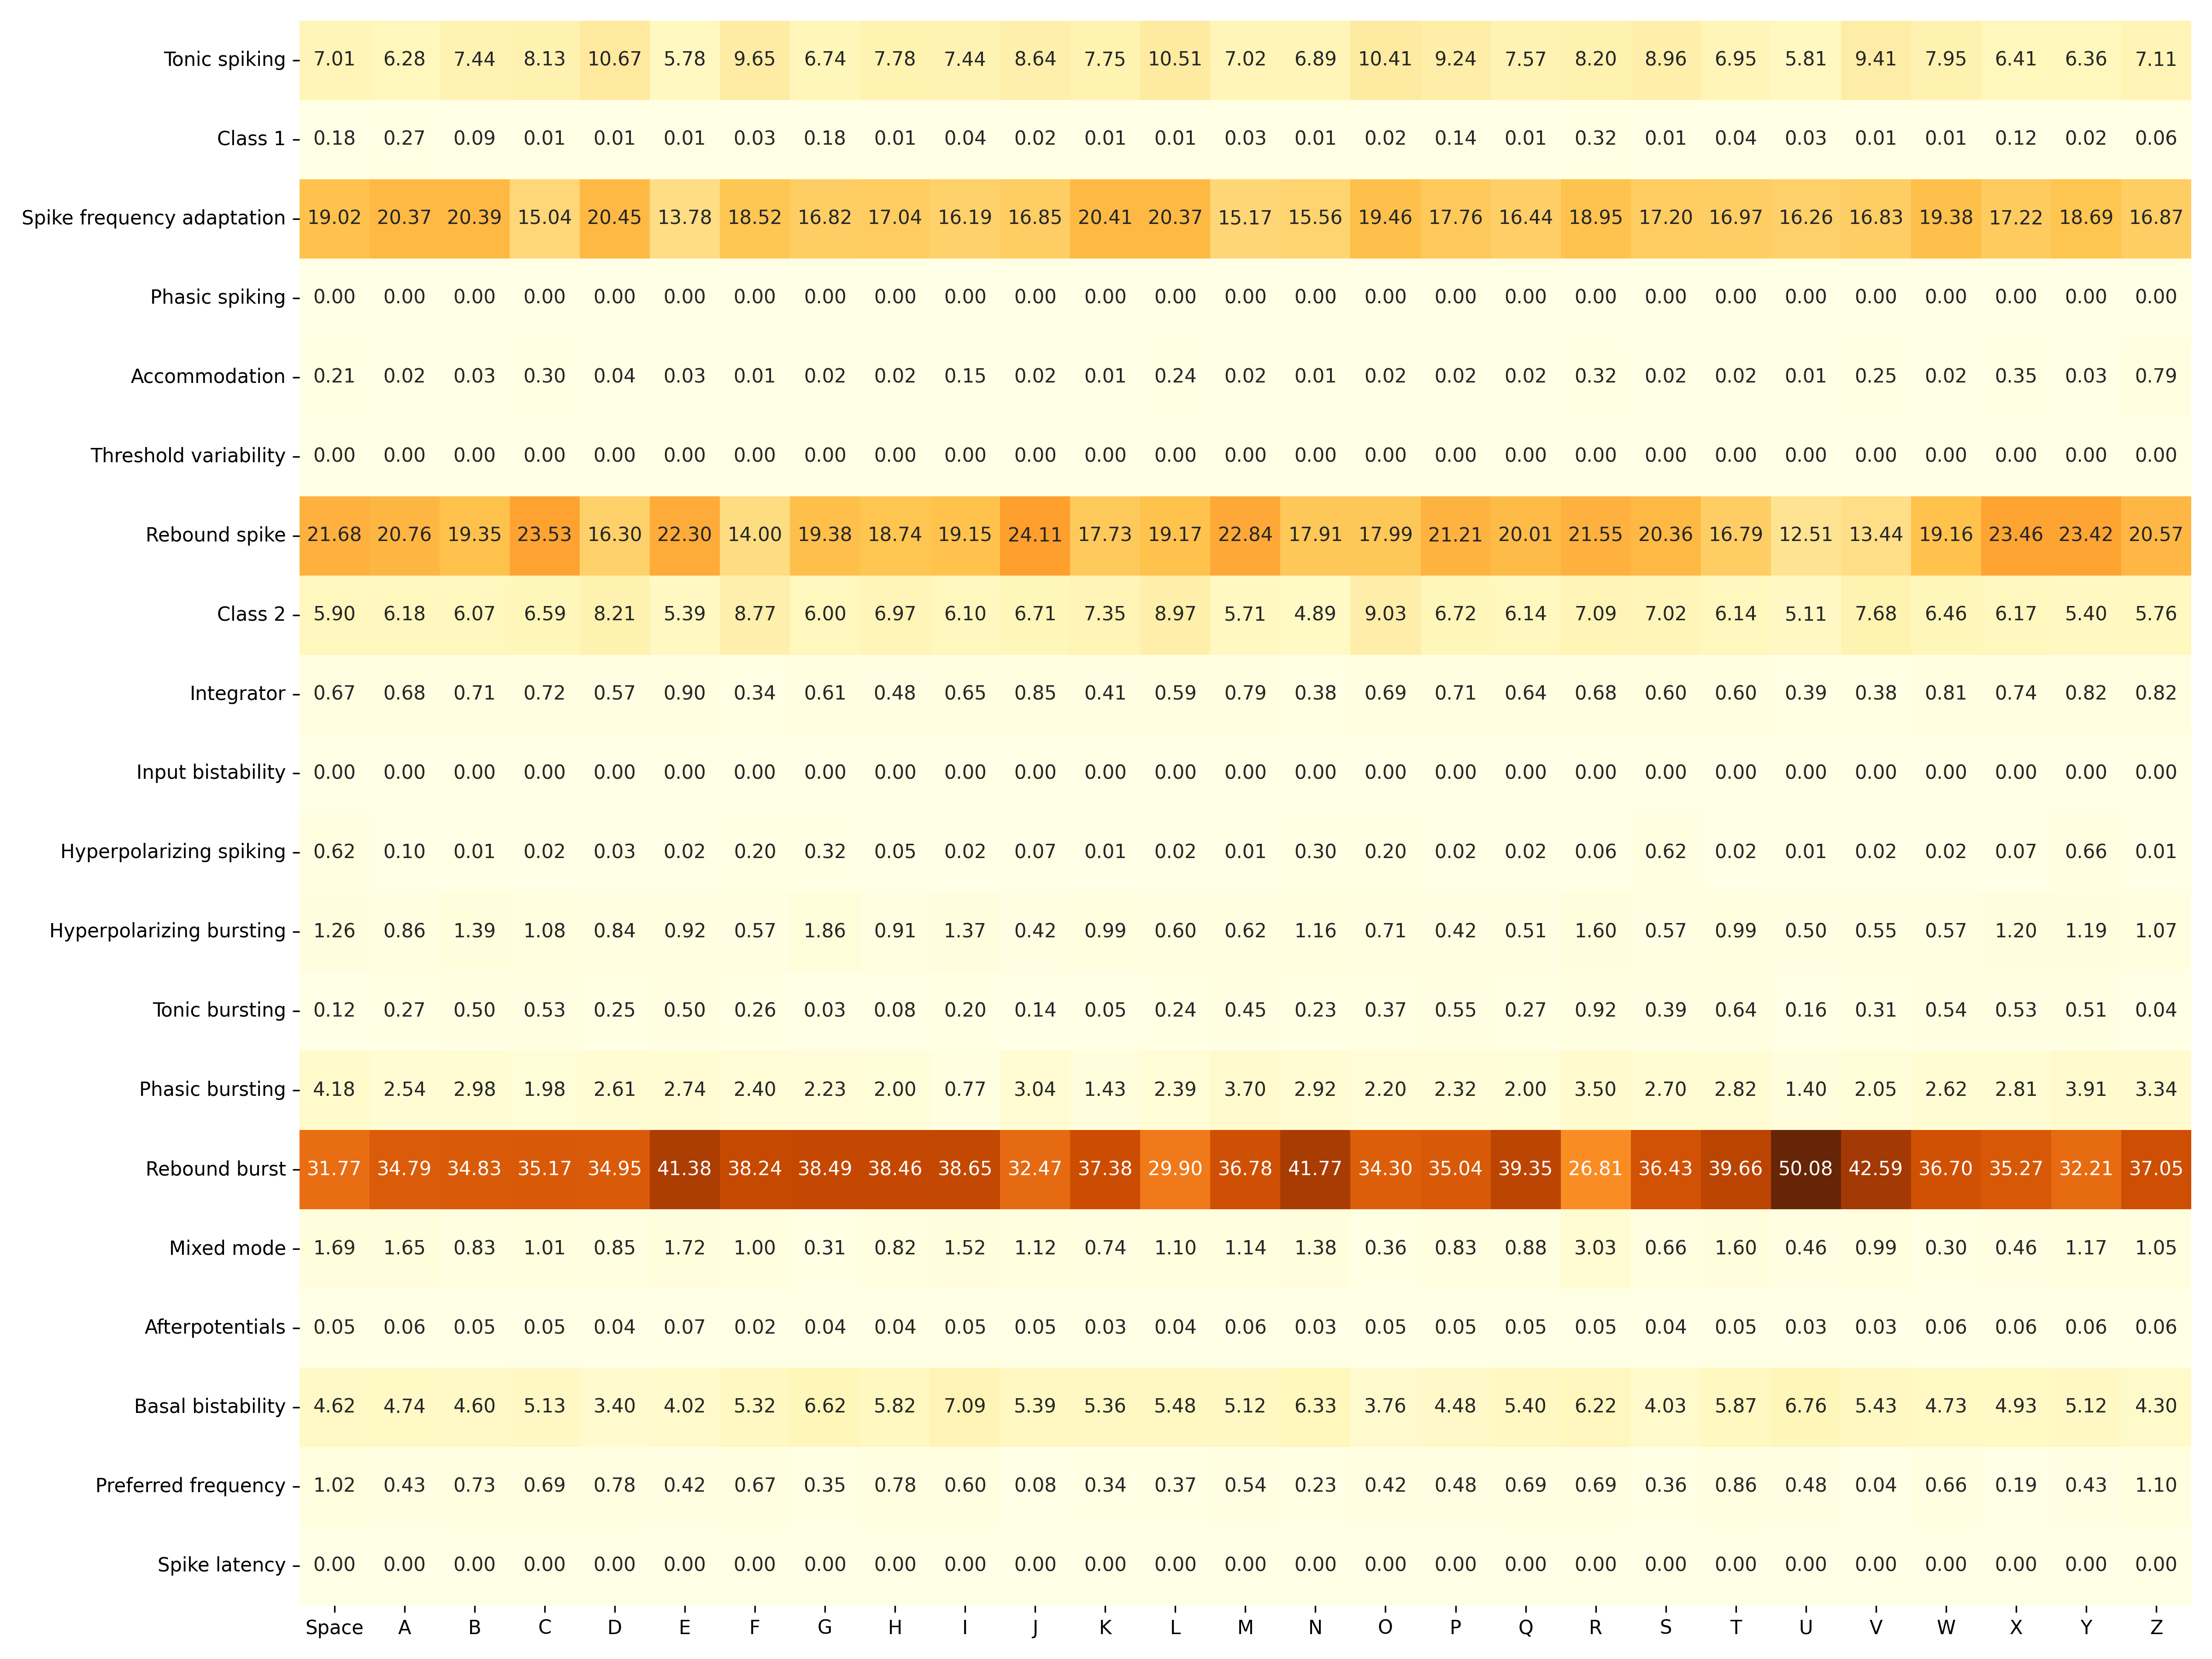 Tonic spiking 7.01 6.28 7.44 8.13 10.67 5.78 9.65 6.74 7.78 7.44 8.64 7.75 10.51 7.02 6.89 10.41 9.24 7.57 8.20 8.96 6.95 5.81 9.41 7.95 6.41 6.36 7.11
Class 1 0.18 0.27 0.09 0.01 0.01 0.01 0.03 0.18 0.01 0.04 0.02 0.01 0.01 0.03 0.01 0.02 0.14 0.01 0.32 0.01 0.04 0.03 0.01 0.01 0.12 0.02 0.06
Spike frequency adaptation 19.02 20.37 20.39 15.04 20.45 13.78 18.52 16.82 17.04 16.19 16.85 20.41 20.37 15.17 15.56 19.46 17.76 16.44 18.95 17.20 16.97 16.26 16.83 19.38 17.22 18.69 16.87
Phasic spiking 0.00 0.00 0.00 0.00 0.00 0.00 0.00 0.00 0.00 0.00 0.00 0.00 0.00 0.00 0.00 0.00 0.00 0.00 0.00 0.00 0.00 0.00 0.00 0.00 0.00 0.00 0.00
Accommodation 0.21 0.02 0.03 0.30 0.04 0.03 0.01 0.02 0.02 0.15 0.02 0.01 0.24 0.02 0.01 0.02 0.02 0.02 0.32 0.02 0.02 0.01 0.25 0.02 0.35 0.03 0.79
Threshold variability 0.00 0.00 0.00 0.00 0.00 0.00 0.00 0.00 0.00 0.00 0.00 0.00 0.00 0.00 0.00 0.00 0.00 0.00 0.00 0.00 0.00 0.00 0.00 0.00 0.00 0.00 0.00
Rebound spike 21.68 20.76 19.35 23.53 16.30 22.30 14.00 19.38 18.74 19.15 24.11 17.73 19.17 22.84 17.91 17.99 21.21 20.01 21.55 20.36 16.79 12.51 13.44 19.16 23.46 23.42 20.57
Class 2 5.90 6.18 6.07 6.59 8.21 5.39 8.77 6.00 6.97 6.10 6.71 7.35 8.97 5.71 4.89 9.03 6.72 6.14 7.09 7.02 6.14 5.11 7.68 6.46 6.17 5.40 5.76
Integrator 0.67 0.68 0.71 0.72 0.57 0.90 0.34 0.61 0.48 0.65 0.85 0.41 0.59 0.79 0.38 0.69 0.71 0.64 0.68 0.60 0.60 0.39 0.38 0.81 0.74 0.82 0.82
Input bistability 0.00 0.00 0.00 0.00 0.00 0.00 0.00 0.00 0.00 0.00 0.00 0.00 0.00 0.00 0.00 0.00 0.00 0.00 0.00 0.00 0.00 0.00 0.00 0.00 0.00 0.00 0.00
Hyperpolarizing spiking 0.62 0.10 0.01 0.02 0.03 0.02 0.20 0.32 0.05 0.02 0.07 0.01 0.02 0.01 0.30 0.20 0.02 0.02 0.06 0.62 0.02 0.01 0.02 0.02 0.07 0.66 0.01
Hyperpolarizing bursting 1.26 0.86 1.39 1.08 0.84 0.92 0.57 1.86 0.91 1.37 0.42 0.99 0.60 0.62 1.16 0.71 0.42 0.51 1.60 0.57 0.99 0.50 0.55 0.57 1.20 1.19 1.07
Tonic bursting 0.12 0.27 0.50 0.53 0.25 0.50 0.26 0.03 0.08 0.20 0.14 0.05 0.24 0.45 0.23 0.37 0.55 0.27 0.92 0.39 0.64 0.16 0.31 0.54 0.53 0.51 0.04
Phasic bursting 4.18 2.54 2.98 1.98 2.61 2.74 2.40 2.23 2.00 0.77 3.04 1.43 2.39 3.70 2.92 2.20 2.32 2.00 3.50 2.70 2.82 1.40 2.05 2.62 2.81 3.91 3.34
Rebound burst 31.77 34.79 34.83 35.17 34.95 41.38 38.24 38.49 38.46 38.65 32.47 37.38 29.90 36.78 41.77 34.30 35.04 39.35 26.81 36.43 39.66 50.08 42.59 36.70 35.27 32.21 37.05
Mixed mode 1.69 1.65 0.83 1.01 0.85 1.72 1.00 0.31 0.82 1.52 1.12 0.74 1.10 1.14 1.38 0.36 0.83 0.88 3.03 0.66 1.60 0.46 0.99 0.30 0.46 1.17 1.05
Afterpotentials 0.05 0.06 0.05 0.05 0.04 0.07 0.02 0.04 0.04 0.05 0.05 0.03 0.04 0.06 0.03 0.05 0.05 0.05 0.05 0.04 0.05 0.03 0.03 0.06 0.06 0.06 0.06
Basal bistability 4.62 4.74 4.60 5.13 3.40 4.02 5.32 6.62 5.82 7.09 5.39 5.36 5.48 5.12 6.33 3.76 4.48 5.40 6.22 4.03 5.87 6.76 5.43 4.73 4.93 5.12 4.30
Preferred frequency 1.02 0.43 0.73 0.69 0.78 0.42 0.67 0.35 0.78 0.60 0.08 0.34 0.37 0.54 0.23 0.42 0.48 0.69 0.69 0.36 0.86 0.48 0.04 0.66 0.19 0.43 1.10
Spike latency 0.00 0.00 0.00 0.00 0.00 0.00 0.00 0.00 0.00 0.00 0.00 0.00 0.00 0.00 0.00 0.00 0.00 0.00 0.00 0.00 0.00 0.00 0.00 0.00 0.00 0.00 0.00
Space A B C D E F G H I J K L M N O P Q R S T U V W X Y Z